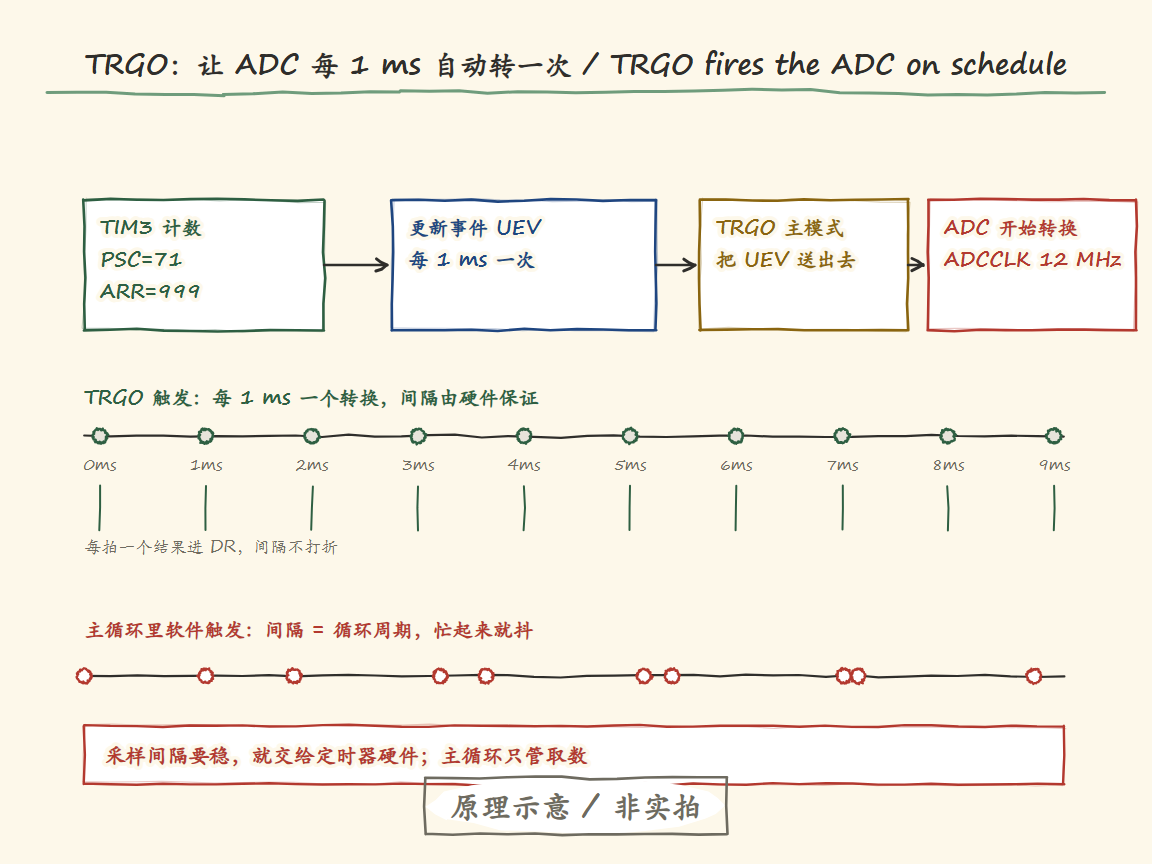 TRGO：让 ADC 每 1 ms 自动转一次 / TRGO fires the ADC on schedule
TIM3 计数
PSC=71
ARR=999
更新事件 UEV
每 1 ms 一次
TRGO 主模式
把 UEV 送出去
ADC 开始转换
ADCCLK 12 MHz
TRGO 触发：每 1 ms 一个转换，间隔由硬件保证
0ms 1ms 2ms 3ms 4ms 5ms 6ms 7ms 8ms 9ms
每拍一个结果进 DR，间隔不打折
主循环里软件触发：间隔 = 循环周期，忙起来就抖
采样间隔要稳，就交给定时器硬件；主循环只管取数
原理示意 / 非实拍